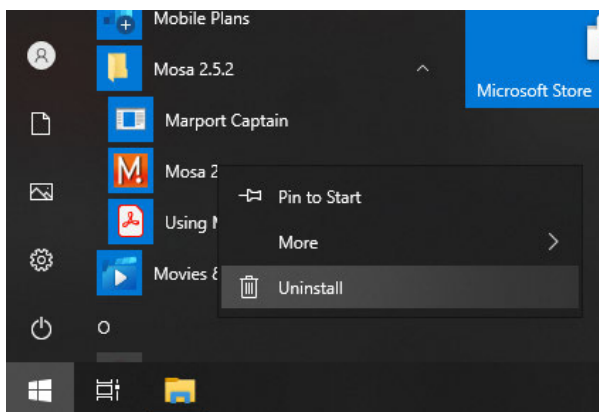 Mobile Plans
Mosa 2.5.2
Microsoft Store
Marport Captain
Mosa 2
Pin to Start
Using
More
Movies &
Uninstall
O